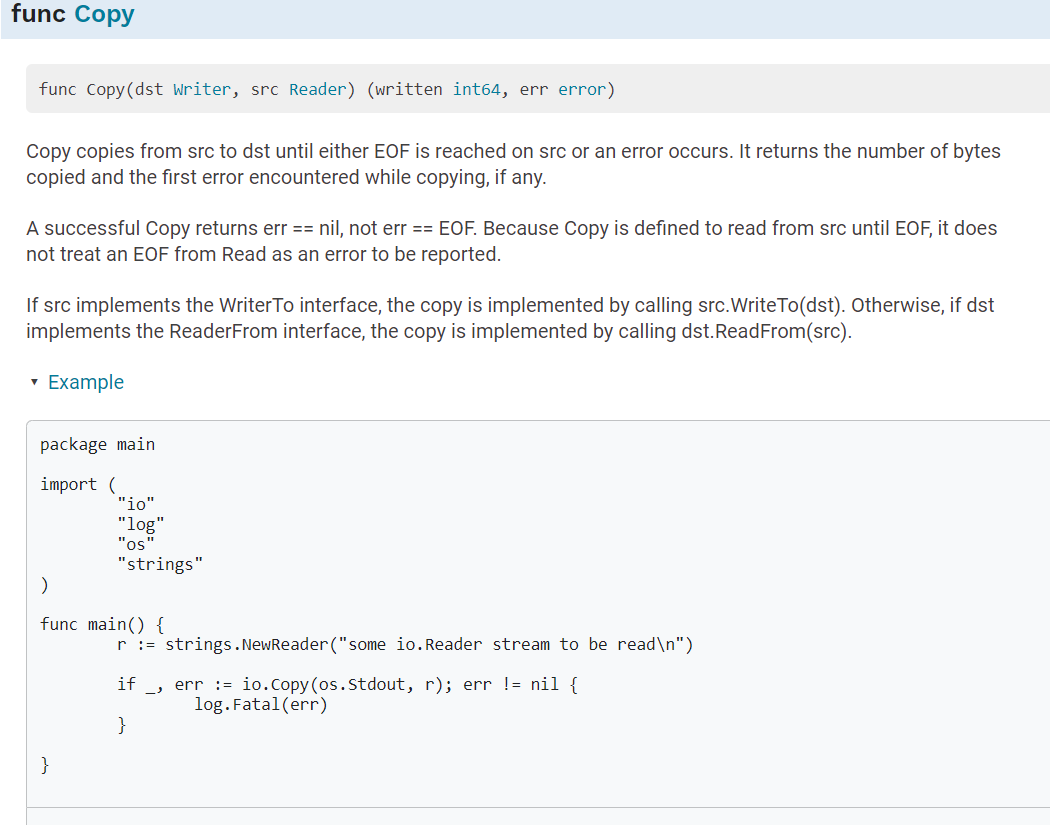 func Copy
func Copy(dst Writer, src Reader) (written int64, err error)
Copy copies from src to dst until either EOF is reached on src or an error occurs. It returns the number of bytes
copied and the first error encountered while copying, if any.
A successful Copy returns err == nil, not err == EOF. Because Copy is defined to read from src until EOF, it does
not treat an EOF from Read as an error to be reported.
If src implements the WriterTo interface, the copy is implemented by calling src.WriteTo(dst). Otherwise, if dst
implements the ReaderFrom interface, the copy is implemented by calling dst.ReadFrom(src).
▾ Example
package main
import (
"io"
"log"
"os"
"strings"
)
func main() {
r := strings.NewReader("some io.Reader stream to be read\n")
if _, err := io.Copy(os.Stdout, r); err != nil {
log.Fatal(err)
}
}